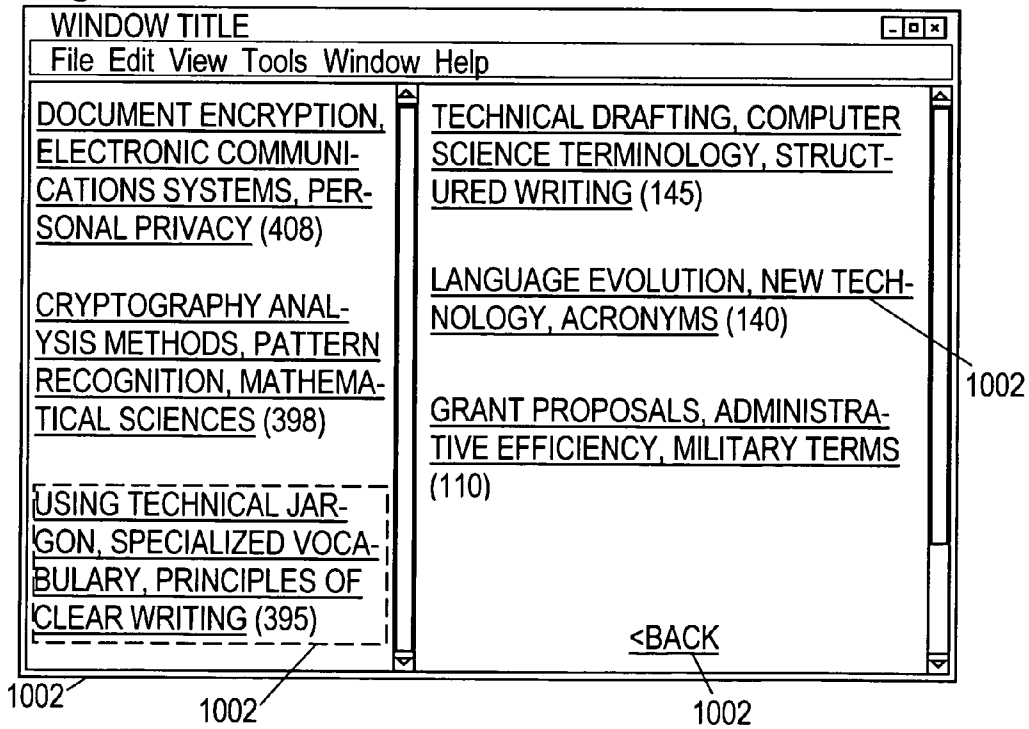 WINDOW TITLE
File Edit View Tools Window Help
DOCUMENT ENCRYPTION,
ELECTRONIC COMMUNI-
CATIONS SYSTEMS, PER-
SONAL PRIVACY (408)
CRYPTOGRAPHY ANAL-
YSIS METHODS, PATTERN
RECOGNITION, MATHEMA-
TICAL SCIENCES (398)
USING TECHNICAL JAR-
GON, SPECIALIZED VOCA-
BULARY, PRINCIPLES OF
CLEAR WRITING (395)
TECHNICAL DRAFTING, COMPUTER
SCIENCE TERMINOLOGY, STRUCT-
URED WRITING (145)
LANGUAGE EVOLUTION, NEW TECH-
NOLOGY, ACRONYMS (140)
GRANT PROPOSALS, ADMINISTRA-
TIVE EFFICIENCY, MILITARY TERMS
(110)
<BACK
1002
1002
1002
1002